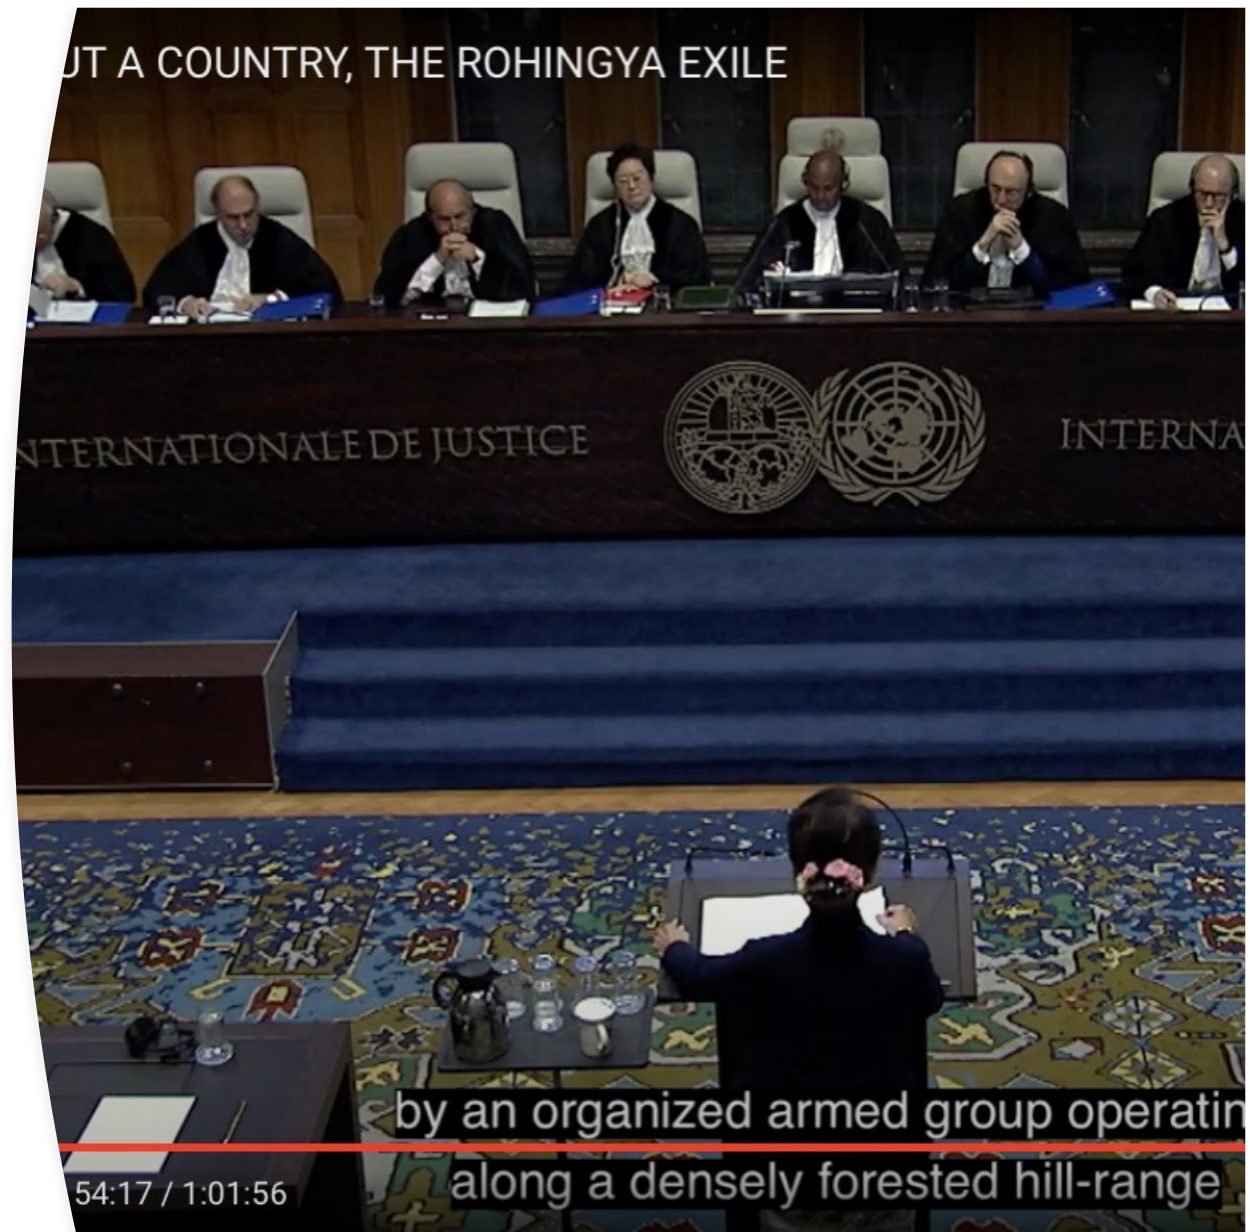 UT A COUNTRY, THE ROHINGYA EXILE
NTERNATIONALE DE JUSTICE
INTERNA
by an organized armed group operatin
along a densely forested hill-range
54:17 / 1:01:56